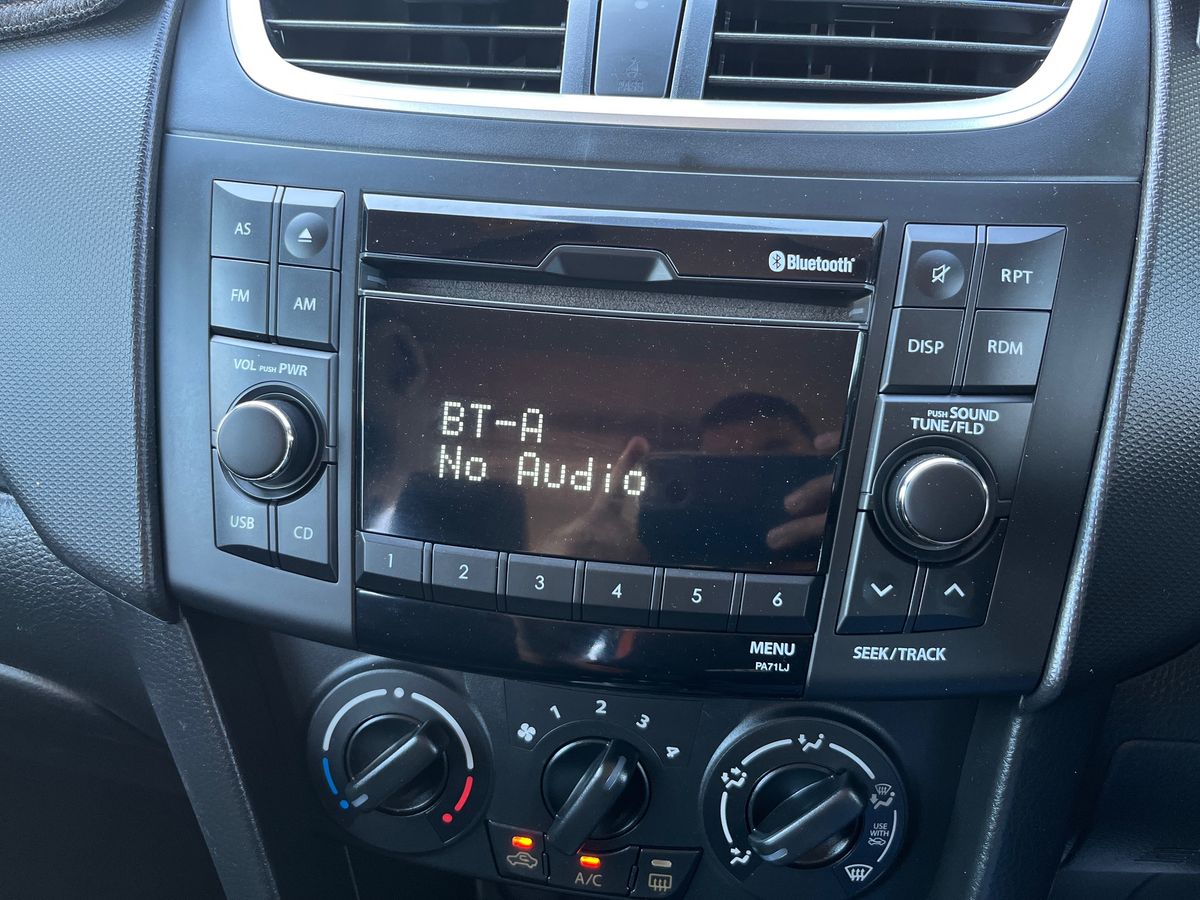 PASS
AS
FM
AM
VOL PUSH PWR
USB
CD
Bluetooth®
BT-A
No Audio
1 2 3 4 5 6
MENU
PA71LJ
RPT
DISP
RDM
PUSH SOUND
TUNE/FLD
SEEK/TRACK
1 2 3 4
A/C
USE
WITH